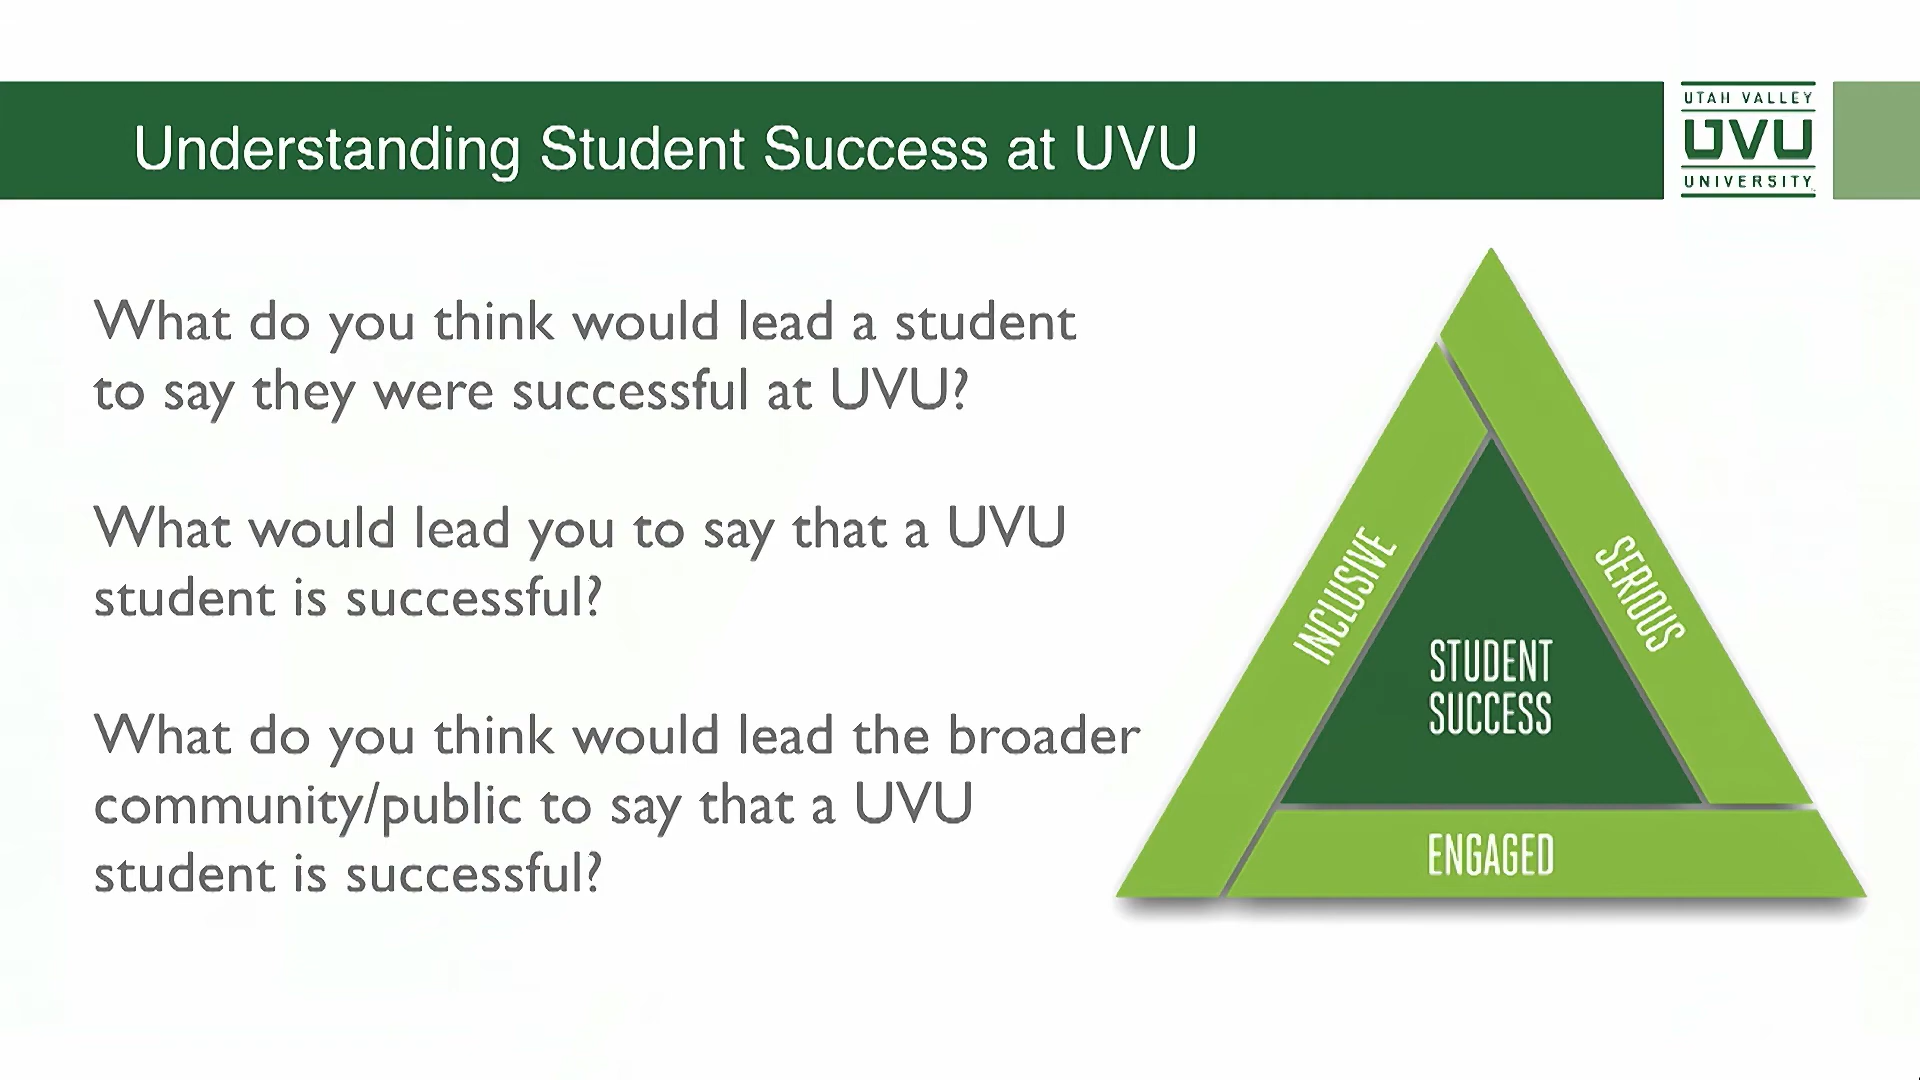 Understanding Student Success at UVU
UTAH VALLEY
UVU
UNIVERSITY
What do you think would lead a student
to say they were successful at UVU?
What would lead you to say that a UVU
student is successful?
What do you think would lead the broader
community/public to say that a UVU
student is successful?
INCLUSIVE
SERIOUS
STUDENT
SUCCESS
ENGAGED